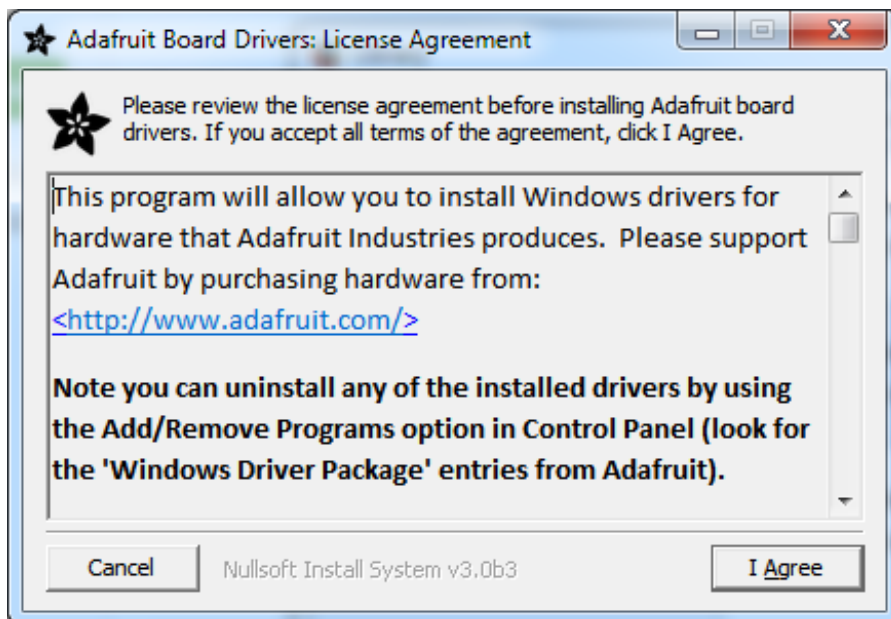 Adafruit Board Drivers: License Agreement
Please review the license agreement before installing Adafruit board
drivers. If you accept all terms of the agreement, click I Agree.
This program will allow you to install Windows drivers for
hardware that Adafruit Industries produces.  Please support
Adafruit by purchasing hardware from:
<http://www.adafruit.com/>
Note you can uninstall any of the installed drivers by using
the Add/Remove Programs option in Control Panel (look for
the 'Windows Driver Package' entries from Adafruit).
Cancel Nullsoft Install System v3.0b3 I Agree